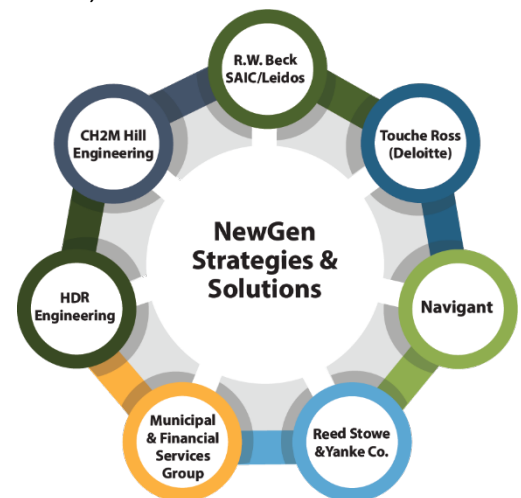 R.W. Beck
SAIC/Leidos
CH2M Hill
Engineering
Touche Ross
(Deloitte)
NewGen
Strategies &
Solutions
HDR
Engineering
Navigant
Municipal
& Financial
Services
Group
Reed Stowe
&Yanke Co.